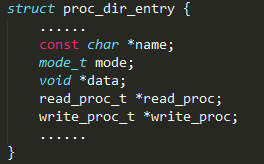 struct proc_dir_entry {
......
const char *name;
mode_t mode;
void *data;
read_proc_t *read_proc;
write_proc_t *write_proc;
......
}